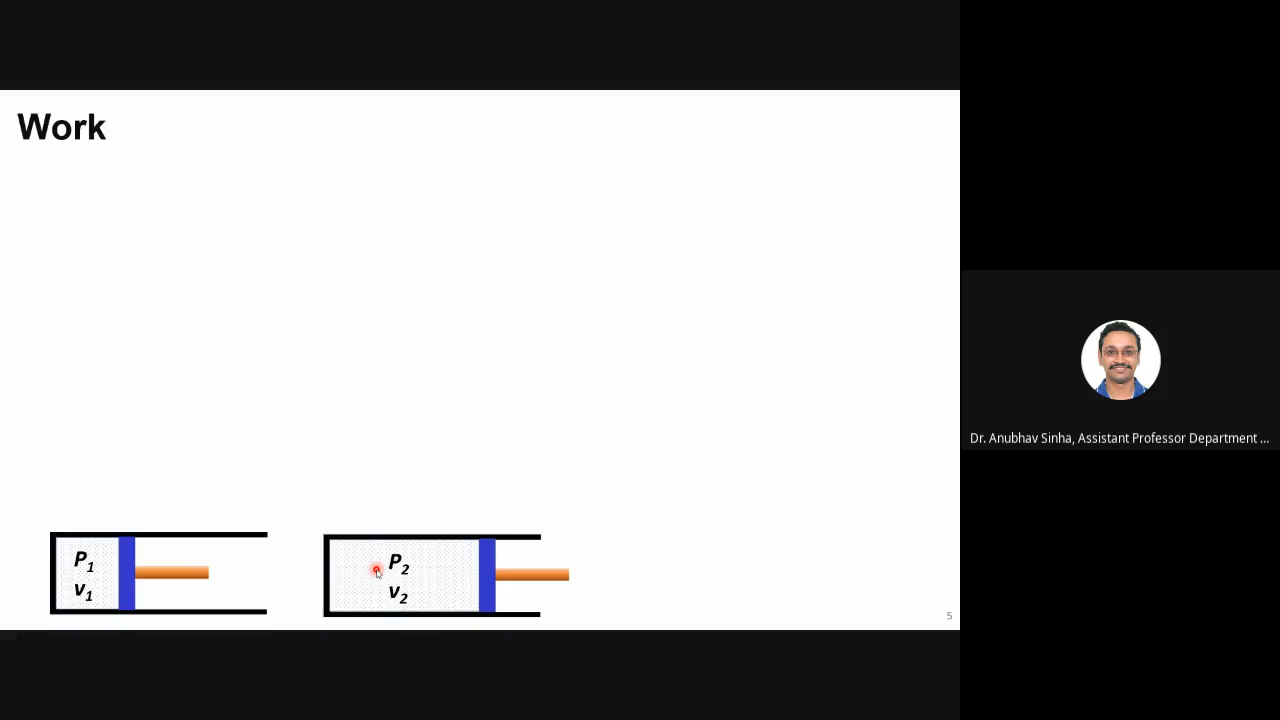 Work
P1
v1
P2
v2
5
Dr. Anubhav Sinha, Assistant Professor Department ...